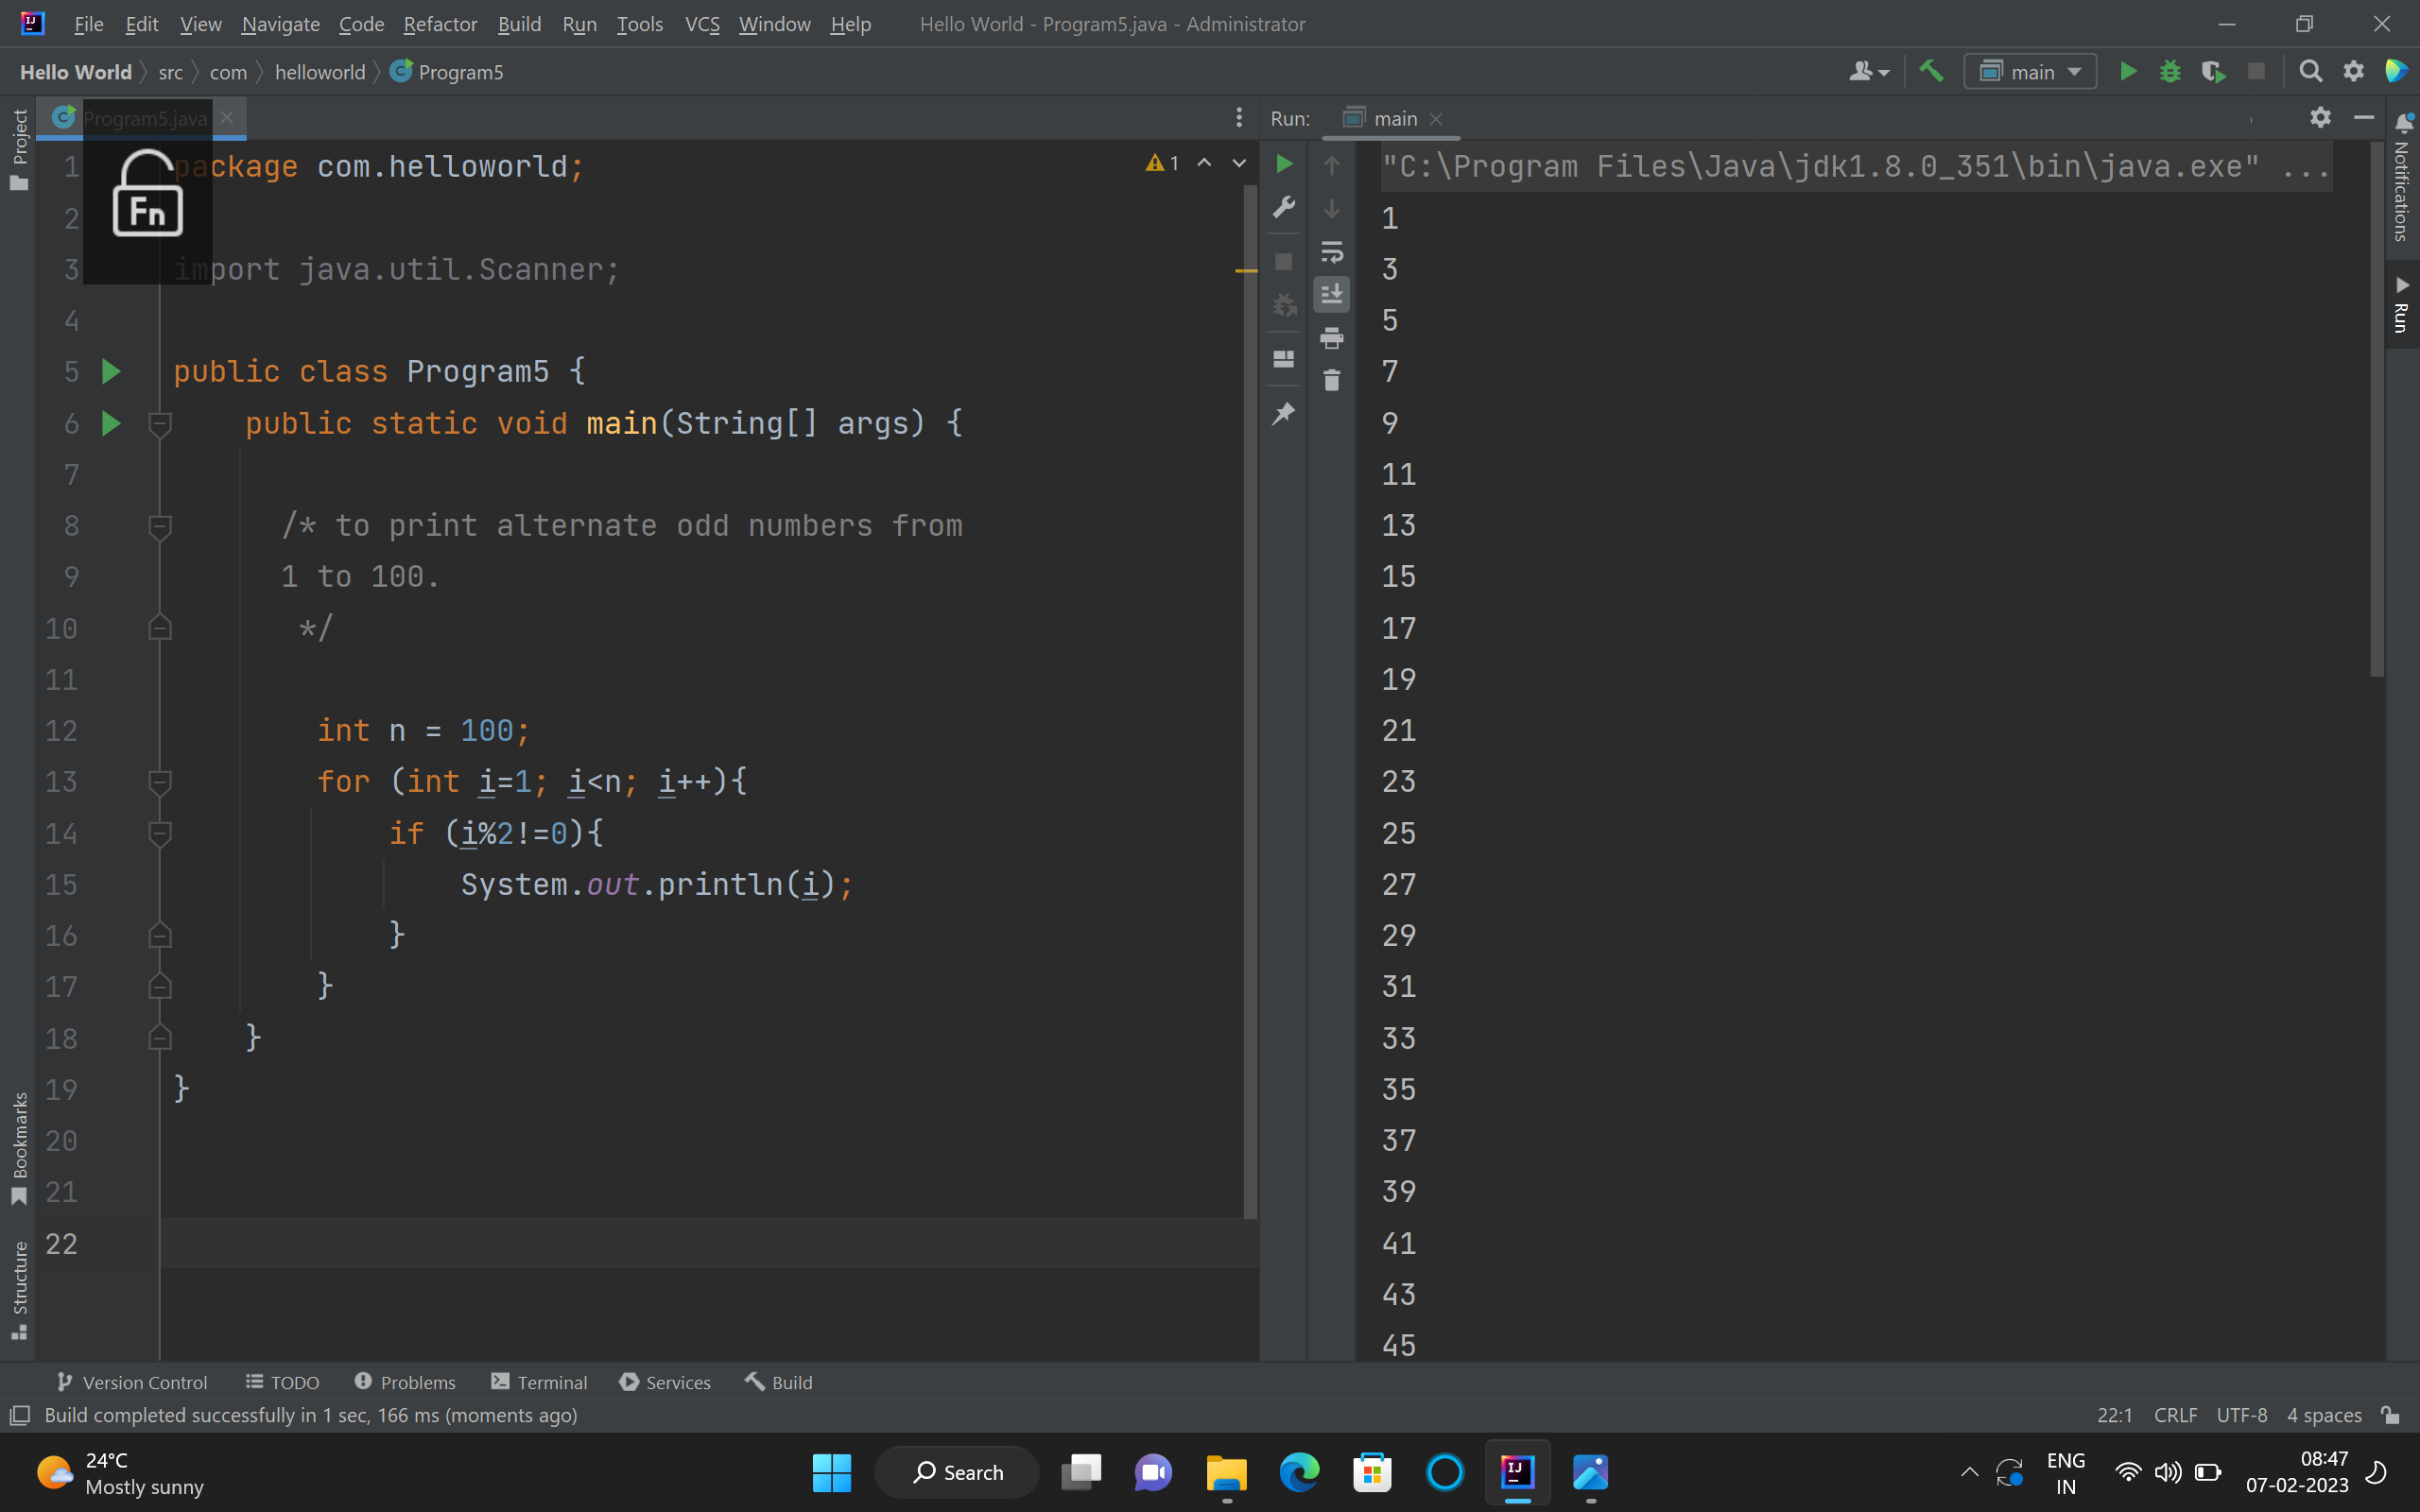 File Edit View Navigate Code Refactor Build Run Tools VCS Window Help Hello World - Program5.java - Administrator
Hello World src com helloworld Program5 main
Program5.java
Run: main
Project
Bookmarks
Structure
Fn
1 package com.helloworld; 1
2
3 import java.util.Scanner;
4
5 public class Program5 {
6 public static void main(String[] args) {
7
8 /* to print alternate odd numbers from
9 1 to 100.
10 */
11
12 int n = 100;
13 for (int i=1; i<n; i++){
14 if (i%2!=0){
15 System.out.println(i);
16 }
17 }
18 }
19 }
20
21
22
"C:\Program Files\Java\jdk1.8.0_351\bin\java.exe" ...
1
3
5
7
9
11
13
15
17
19
21
23
25
27
29
31
33
35
37
39
41
43
45
Notifications
Run
Version Control TODO Problems Terminal Services Build
Build completed successfully in 1 sec, 166 ms (moments ago) 22:1 CRLF UTF-8 4 spaces
24°C
Mostly sunny
Search
ENG
IN
08:47
07-02-2023